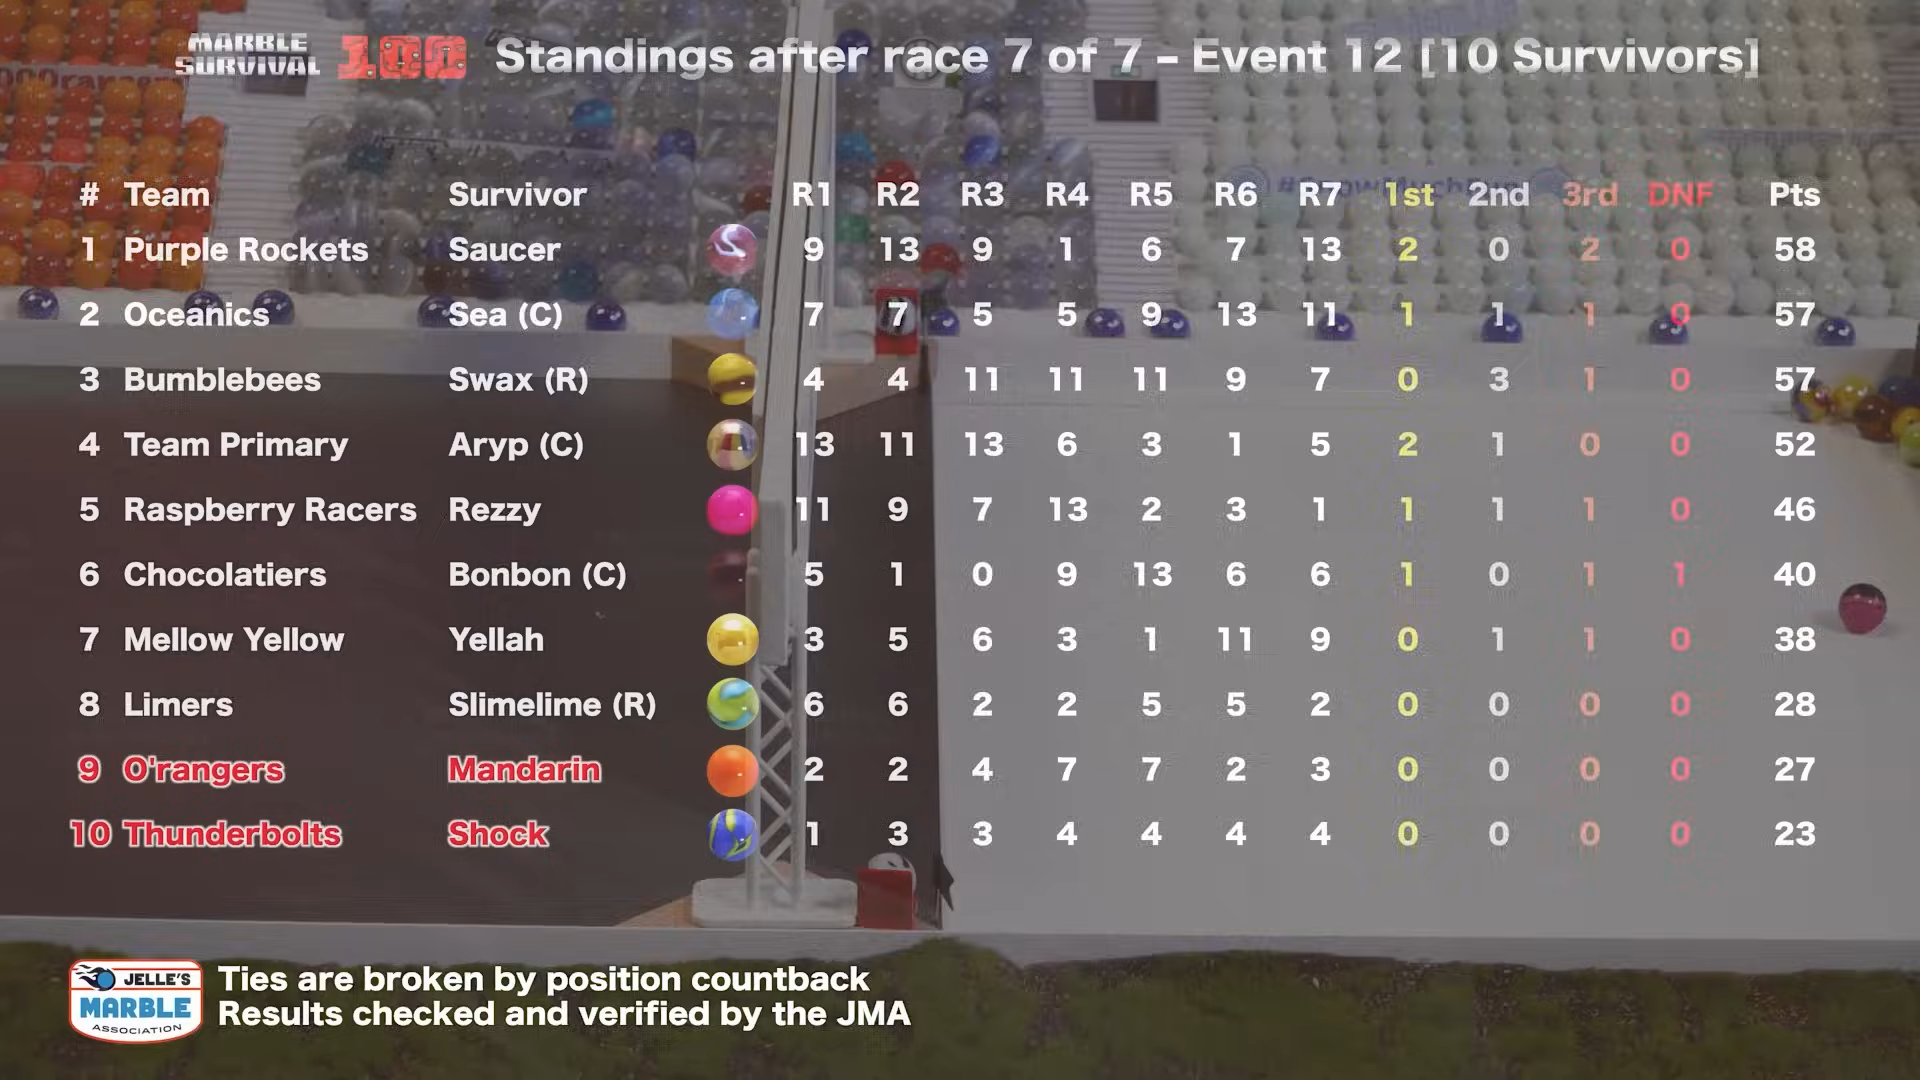 MARBLE SURVIVAL 100 Standings after race 7 of 7 – Event 12 [10 Survivors]
# Team Survivor R1 R2 R3 R4 R5 R6 R7 1st 2nd 3rd DNF Pts
1 Purple Rockets Saucer 9 13 9 1 6 7 13 2 0 2 0 58
2 Oceanics Sea (C) 7 7 5 5 9 13 11 1 1 1 0 57
3 Bumblebees Swax (R) 4 4 11 11 11 9 7 0 3 1 0 57
4 Team Primary Aryp (C) 13 11 13 6 3 1 5 2 1 0 0 52
5 Raspberry Racers Rezzy 11 9 7 13 2 3 1 1 1 1 0 46
6 Chocolatiers Bonbon (C) 5 1 0 9 13 6 6 1 0 1 1 40
7 Mellow Yellow Yellah 3 5 6 3 1 11 9 0 1 1 0 38
8 Limers Slimelime (R) 6 6 2 2 5 5 2 0 0 0 0 28
9 O'rangers Mandarin 2 2 4 7 7 2 3 0 0 0 0 27
10 Thunderbolts Shock 1 3 3 4 4 4 4 0 0 0 0 23
JELLE'S MARBLE ASSOCIATION
Ties are broken by position countback
Results checked and verified by the JMA